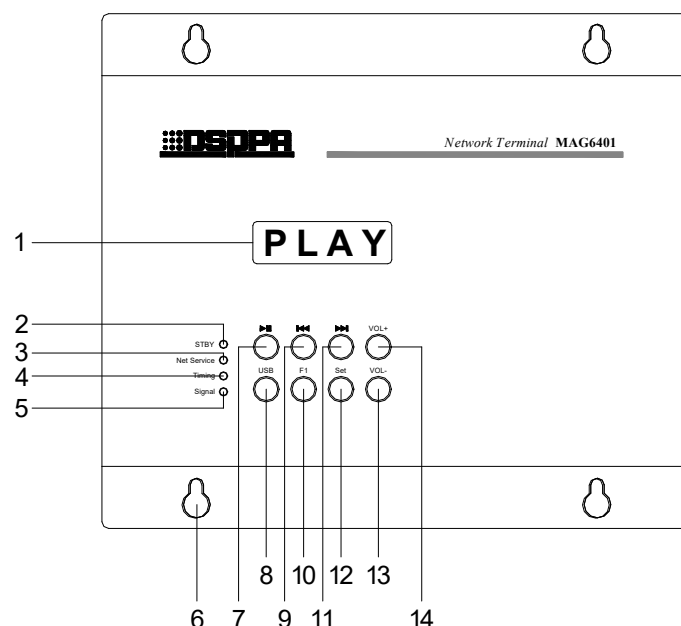 DSPPA
Network Terminal MAG6401
1
PLAY
2
STBY
VOL+
3
Net Service
4
Timing
USB
F1
Set
VOL-
5
Signal
8
10
12
13
6
7
9
11
14